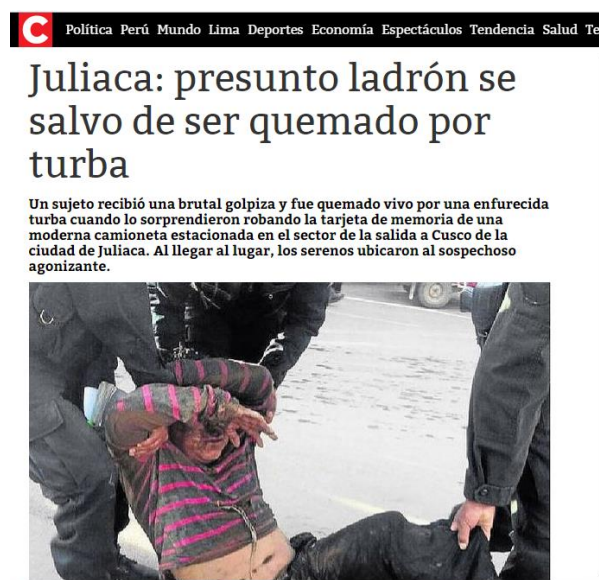 C Política Perú Mundo Lima Deportes Economía Espectáculos Tendencia Salud Te
Juliaca: presunto ladrón se
salvo de ser quemado por
turba
Un sujeto recibió una brutal golpiza y fue quemado vivo por una enfurecida
turba cuando lo sorprendieron robando la tarjeta de memoria de una
moderna camioneta estacionada en el sector de la salida a Cusco de la
ciudad de Juliaca. Al llegar al lugar, los serenos ubicaron al sospechoso
agonizante.